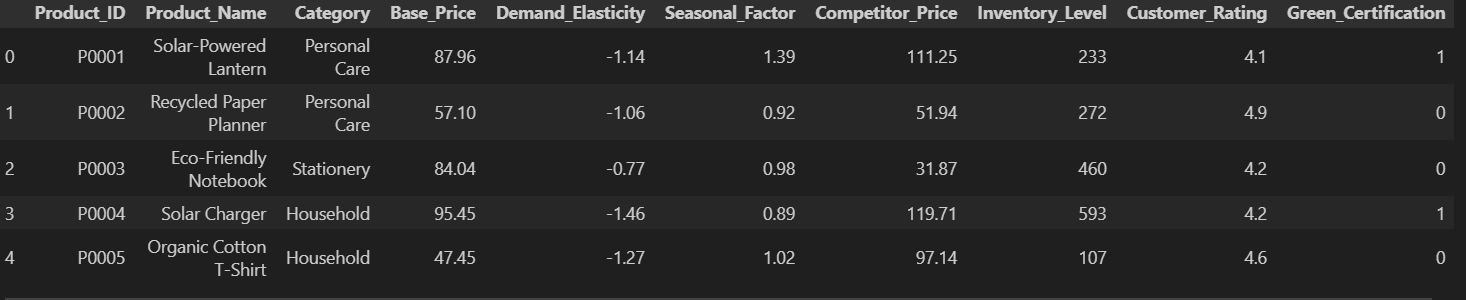 Product_ID Product_Name Category Base_Price Demand_Elasticity Seasonal_Factor Competitor_Price Inventory_Level Customer_Rating Green_Certification
0 P0001 Solar-Powered Lantern Personal Care 87.96 -1.14 1.39 111.25 233 4.1 1
1 P0002 Recycled Paper Planner Personal Care 57.10 -1.06 0.92 51.94 272 4.9 0
2 P0003 Eco-Friendly Notebook Stationery 84.04 -0.77 0.98 31.87 460 4.2 0
3 P0004 Solar Charger Household 95.45 -1.46 0.89 119.71 593 4.2 1
4 P0005 Organic Cotton T-Shirt Household 47.45 -1.27 1.02 97.14 107 4.6 0